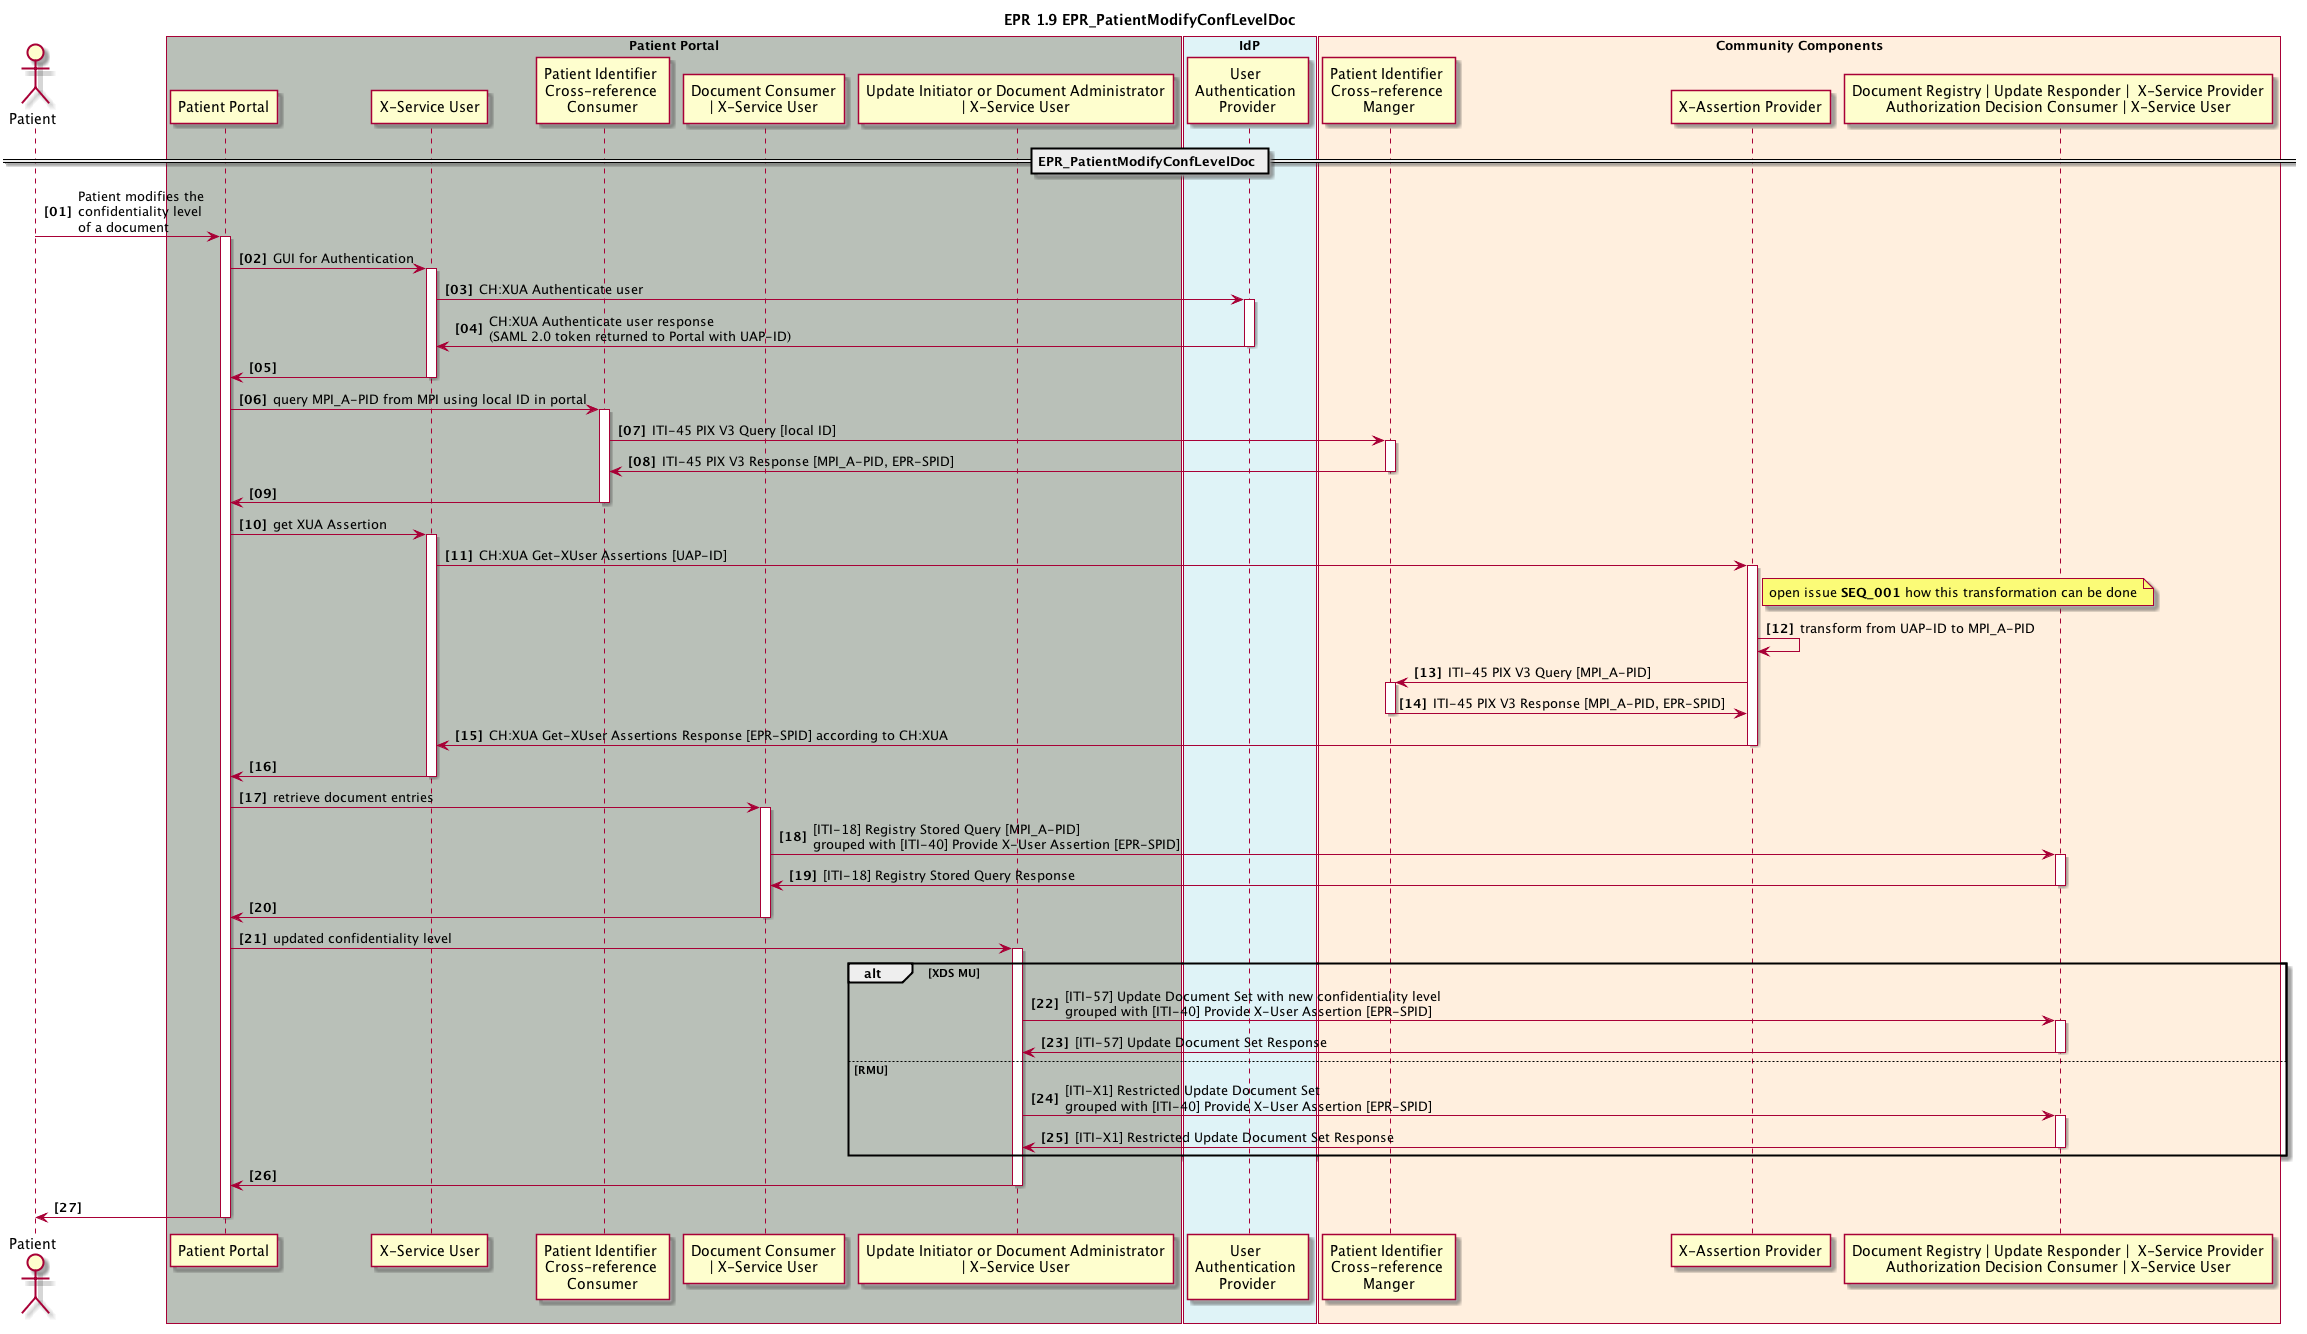 EPR 1.9 EPR_PatientModifyConfLevelDoc
Patient Portal
IdP
Community Components
Patient
Patient Portal
X-Service User
Patient Identifier
Cross-reference
Consumer
Document Consumer
| X-Service User
Update Initiator or Document Administrator
| X-Service User
User
Authentication
Provider
Patient Identifier
Cross-reference
Manger
X-Assertion Provider
Document Registry | Update Responder | X-Service Provider
Authorization Decision Consumer | X-Service User
EPR_PatientModifyConfLevelDoc
[01] Patient modifies the
confidentiality level
of a document
[02] GUI for Authentication
[03] CH:XUA Authenticate user
[04] CH:XUA Authenticate user response
(SAML 2.0 token returned to Portal with UAP-ID)
[05]
[06] query MPI_A-PID from MPI using local ID in portal
[07] ITI-45 PIX V3 Query [local ID]
[08] ITI-45 PIX V3 Response [MPI_A-PID, EPR-SPID]
[09]
[10] get XUA Assertion
[11] CH:XUA Get-XUser Assertions [UAP-ID]
open issue SEQ_001 how this transformation can be done
[12] transform from UAP-ID to MPI_A-PID
[13] ITI-45 PIX V3 Query [MPI_A-PID]
[14] ITI-45 PIX V3 Response [MPI_A-PID, EPR-SPID]
[15] CH:XUA Get-XUser Assertions Response [EPR-SPID] according to CH:XUA
[16]
[17] retrieve document entries
[18] [ITI-18] Registry Stored Query [MPI_A-PID]
grouped with [ITI-40] Provide X-User Assertion [EPR-SPID]
[19] [ITI-18] Registry Stored Query Response
[20]
[21] updated confidentiality level
alt [XDS MU]
[22] [ITI-57] Update Document Set with new confidentiality level
grouped with [ITI-40] Provide X-User Assertion [EPR-SPID]
[23] [ITI-57] Update Document Set Response
[RMU]
[24] [ITI-X1] Restricted Update Document Set
grouped with [ITI-40] Provide X-User Assertion [EPR-SPID]
[25] [ITI-X1] Restricted Update Document Set Response
[26]
[27]
Patient
Patient Portal
X-Service User
Patient Identifier
Cross-reference
Consumer
Document Consumer
| X-Service User
Update Initiator or Document Administrator
| X-Service User
User
Authentication
Provider
Patient Identifier
Cross-reference
Manger
X-Assertion Provider
Document Registry | Update Responder | X-Service Provider
Authorization Decision Consumer | X-Service User